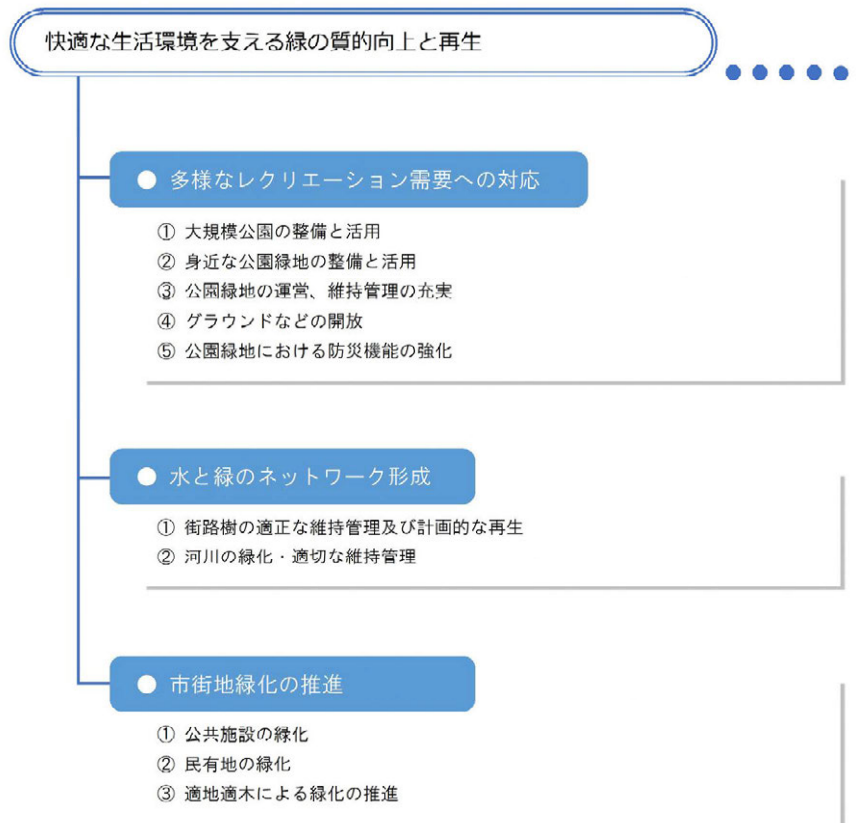 快適な生活環境を支える緑の質的向上と再生
● 多様なレクリエーション需要への対応
① 大規模公園の整備と活用
② 身近な公園緑地の整備と活用
③ 公園緑地の運営、維持管理の充実
④ グラウンドなどの開放
⑤ 公園緑地における防災機能の強化
● 水と緑のネットワーク形成
① 街路樹の適正な維持管理及び計画的な再生
② 河川の緑化・適切な維持管理
● 市街地緑化の推進
① 公共施設の緑化
② 民有地の緑化
③ 適地適木による緑化の推進